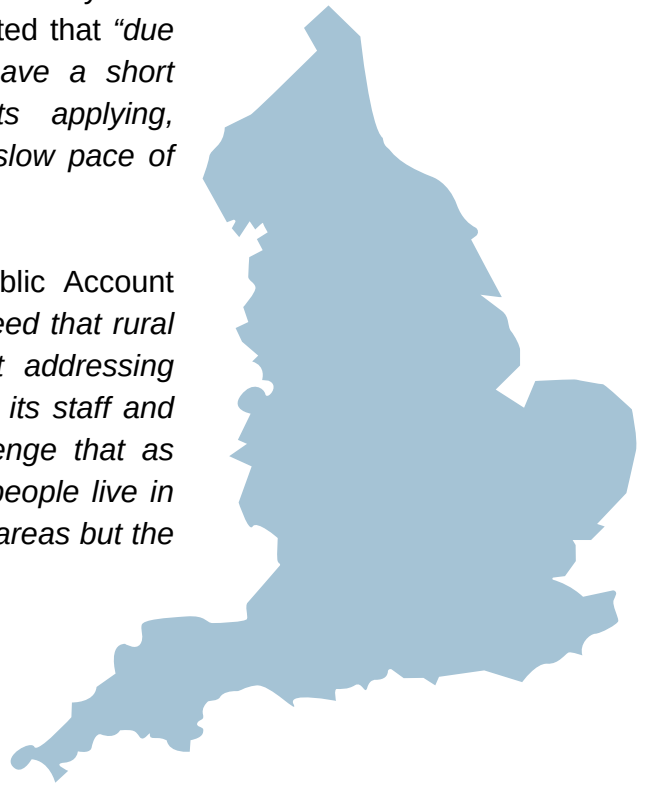 ted that “due
ave a short
ts applying,
slow pace of
blic Account
eed that rural
t addressing
its staff and
enge that as
people live in
areas but the